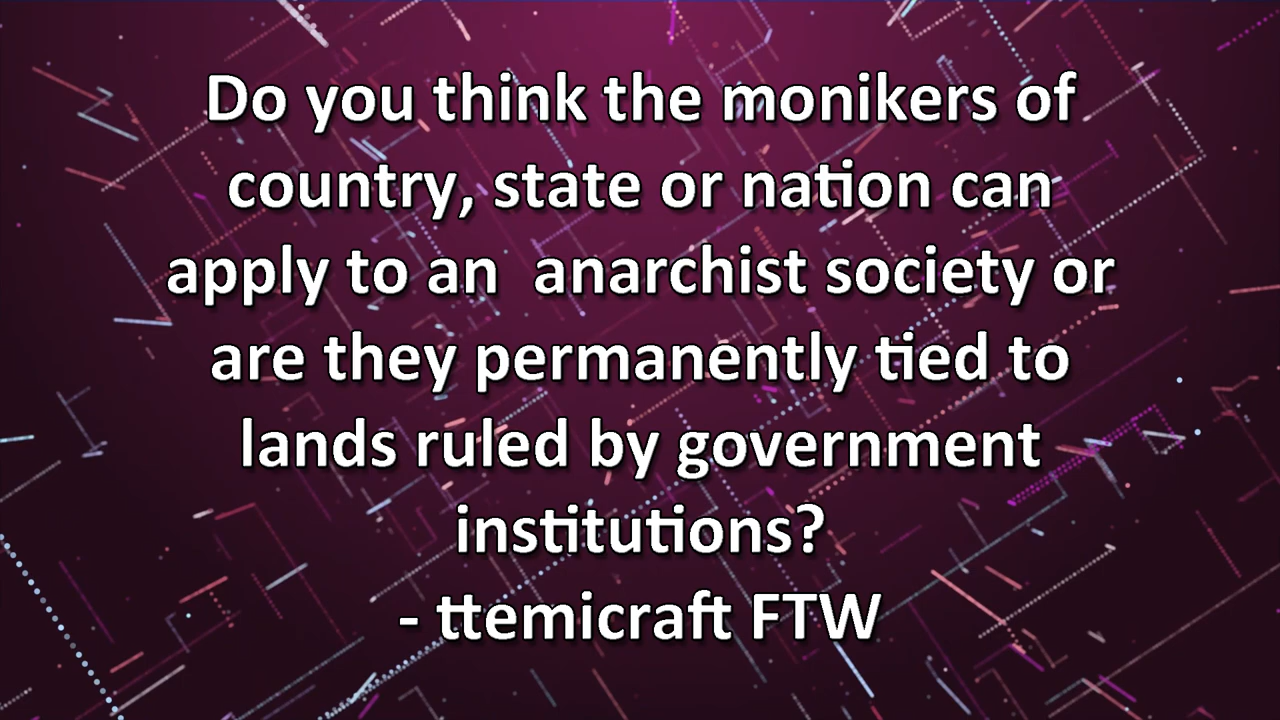 Do you think the monikers of
country, state or nation can
apply to an  anarchist society or
are they permanently tied to
lands ruled by government
institutions?
- ttemicraft FTW